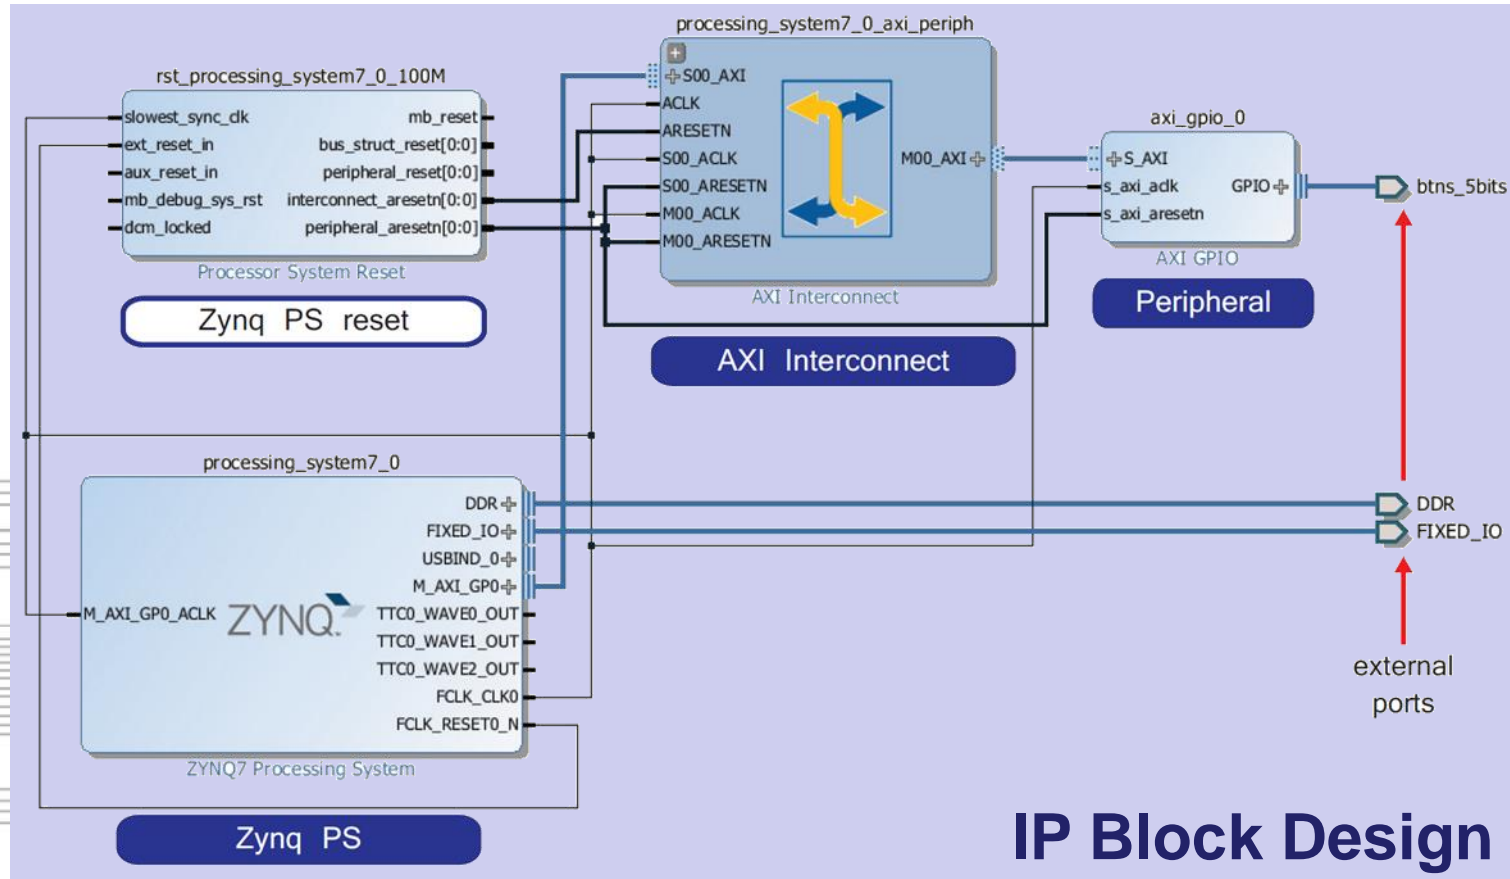 processing_system7_0_axi_periph
S00_AXI
ACLK
ARESETN
S00_ACLK
S00_ARESETN
M00_ACLK
M00_ARESETN
M00_AXI
AXI Interconnect
AXI Interconnect
rst_processing_system7_0_100M
slowest_sync_clk
ext_reset_in
aux_reset_in
mb_debug_sys_rst
dcm_locked
mb_reset
bus_struct_reset[0:0]
peripheral_reset[0:0]
interconnect_aresetn[0:0]
peripheral_aresetn[0:0]
Processor System Reset
Zynq PS reset
axi_gpio_0
S_AXI
s_axi_aclk
s_axi_aresetn
GPIO
AXI GPIO
Peripheral
btns_5bits
processing_system7_0
M_AXI_GP0_ACLK
ZYNQ
DDR
FIXED_IO
USBIND_0
M_AXI_GP0
TTC0_WAVE0_OUT
TTC0_WAVE1_OUT
TTC0_WAVE2_OUT
FCLK_CLK0
FCLK_RESET0_N
ZYNQ7 Processing System
Zynq PS
DDR
FIXED_IO
external
ports
IP Block Design